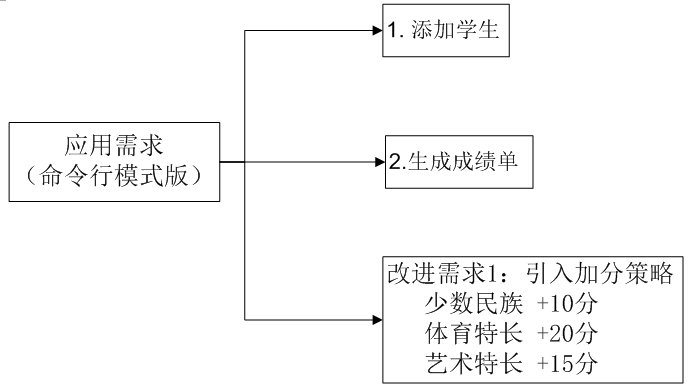 1. 添加学生
应用需求
（命令行模式版）
2.生成成绩单
改进需求1：引入加分策略
少数民族 +10分
体育特长 +20分
艺术特长 +15分